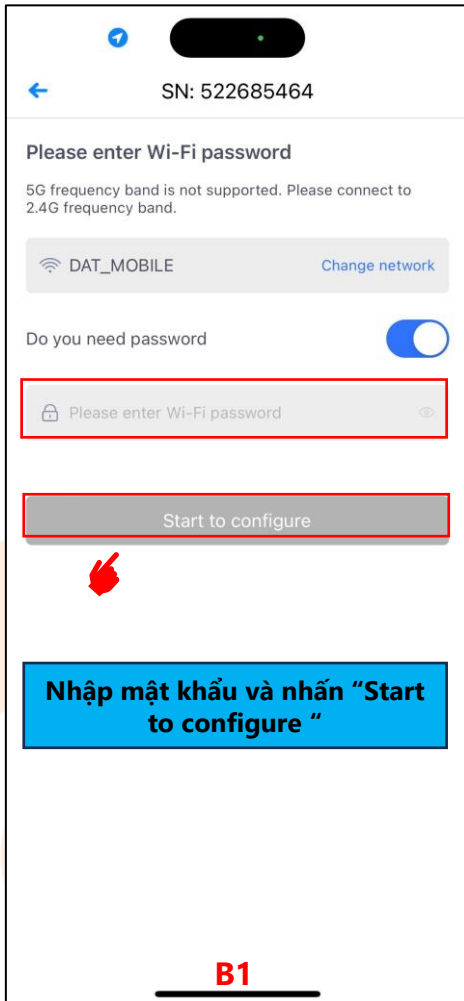 SN: 522685464
Please enter Wi-Fi password
5G frequency band is not supported. Please connect to
2.4G frequency band.
DAT_MOBILE Change network
Do you need password
Please enter Wi-Fi password
Start to configure
Nhập mật khẩu và nhấn “Start
to configure “
B1